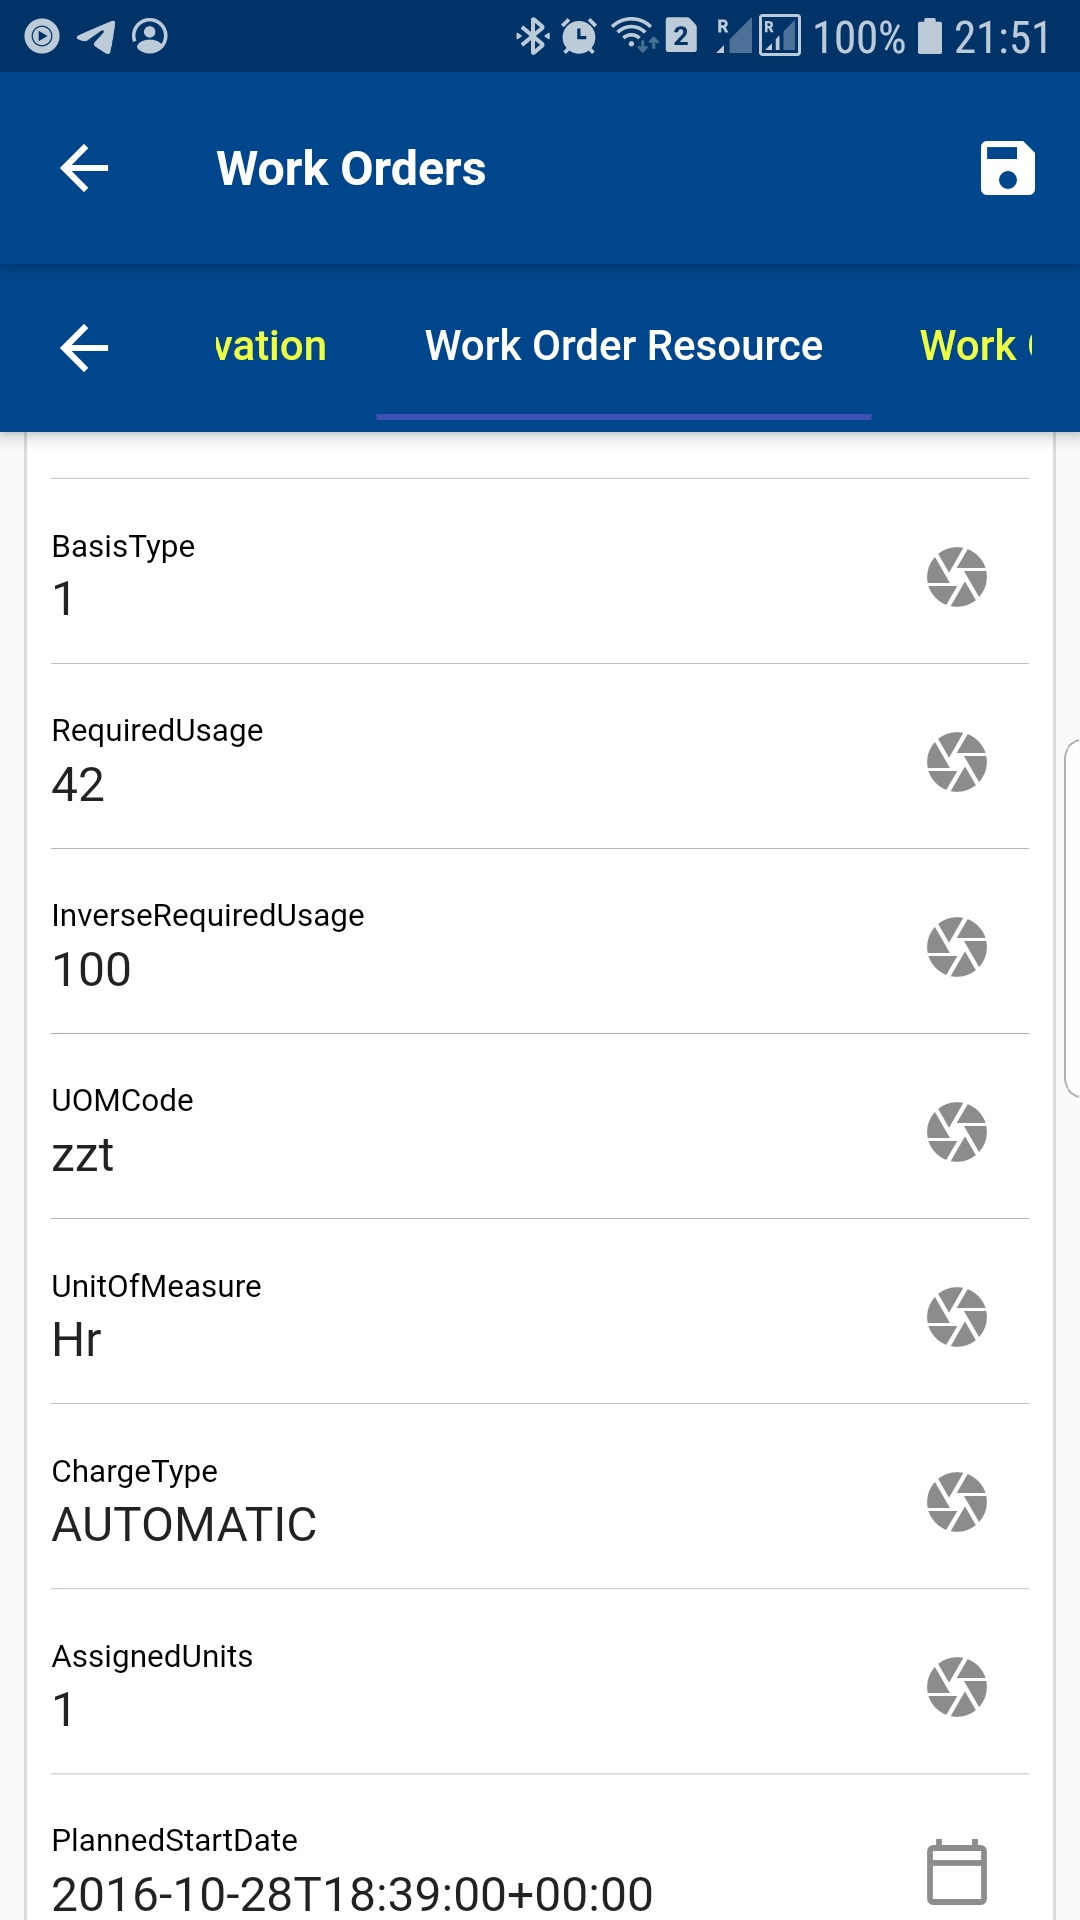 2 R R 100% 21:51
Work Orders
vation Work Order Resource Work
BasisType
1
RequiredUsage
42
InverseRequiredUsage
100
UOMCode
zzt
UnitOfMeasure
Hr
ChargeType
AUTOMATIC
AssignedUnits
1
PlannedStartDate
2016-10-28T18:39:00+00:00